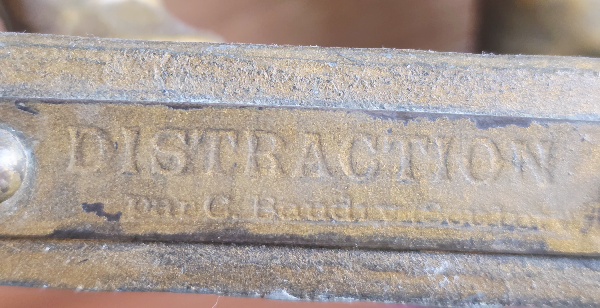 DISTRACTION
Par C. Baudry